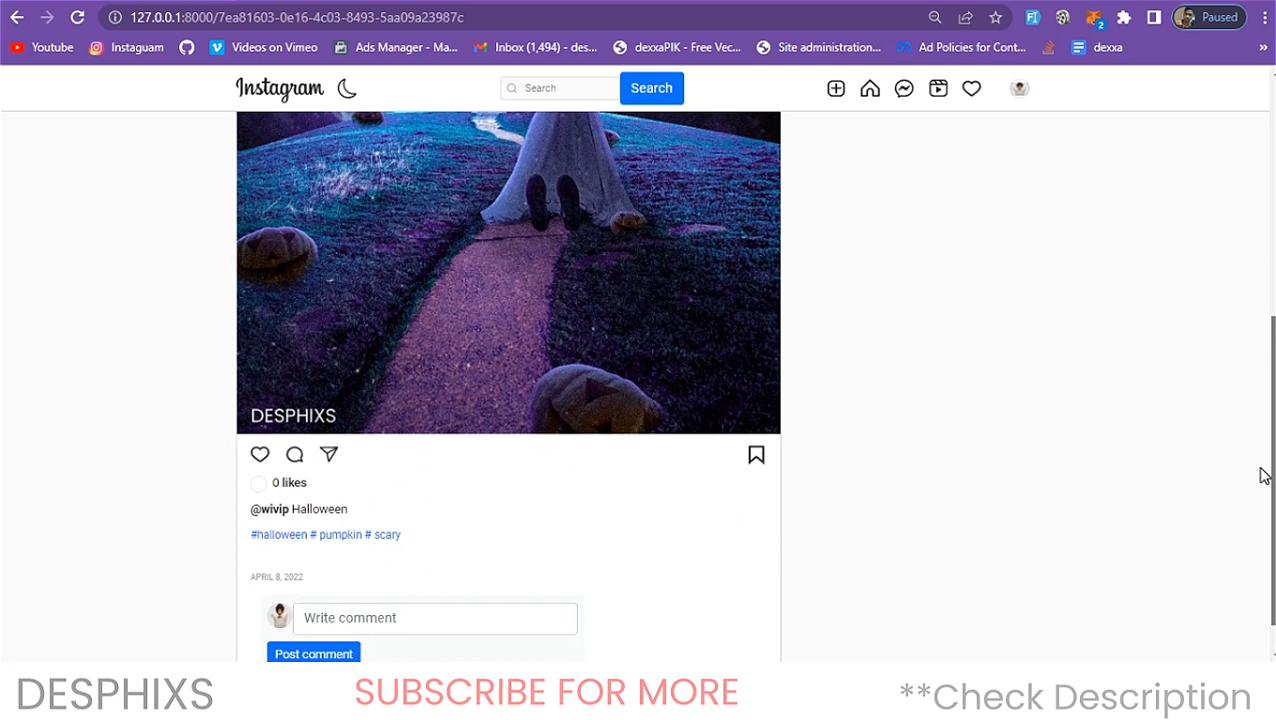 127.0.0.1:8000/7ea81603-0e16-4c03-8493-5aa09a23987c
Paused
Youtube
Instaguam
Videos on Vimeo
Ads Manager - Ma...
Inbox (1,494) - des...
dexxaPIK - Free Vec...
Site administration...
Ad Policies for Cont...
dexxa
»
Instagram
Search
Search
DESPHIXS
0 likes
@wivip Halloween
#halloween # pumpkin # scary
APRIL 8, 2022
Write comment
Post comment
DESPHIXS
SUBSCRIBE FOR MORE
**Check Description